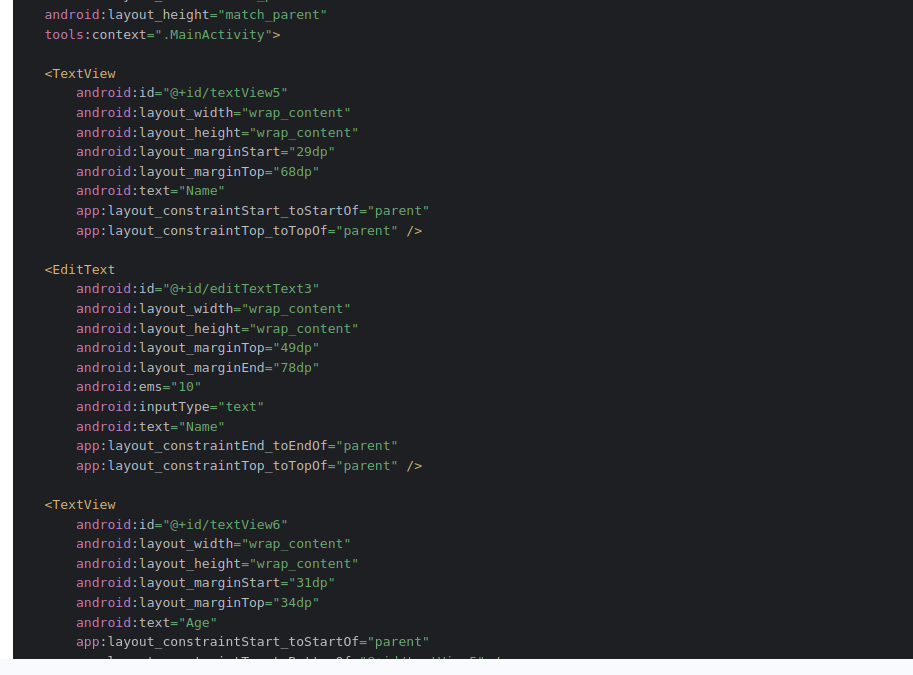 android:layout_height="match_parent"
tools:context=".MainActivity">
<TextView
android:id="@+id/textView5"
android:layout_width="wrap_content"
android:layout_height="wrap_content"
android:layout_marginStart="29dp"
android:layout_marginTop="68dp"
android:text="Name"
app:layout_constraintStart_toStartOf="parent"
app:layout_constraintTop_toTopOf="parent" />
<EditText
android:id="@+id/editTextText3"
android:layout_width="wrap_content"
android:layout_height="wrap_content"
android:layout_marginTop="49dp"
android:layout_marginEnd="78dp"
android:ems="10"
android:inputType="text"
android:text="Name"
app:layout_constraintEnd_toEndOf="parent"
app:layout_constraintTop_toTopOf="parent" />
<TextView
android:id="@+id/textView6"
android:layout_width="wrap_content"
android:layout_height="wrap_content"
android:layout_marginStart="31dp"
android:layout_marginTop="34dp"
android:text="Age"
app:layout_constraintStart_toStartOf="parent"